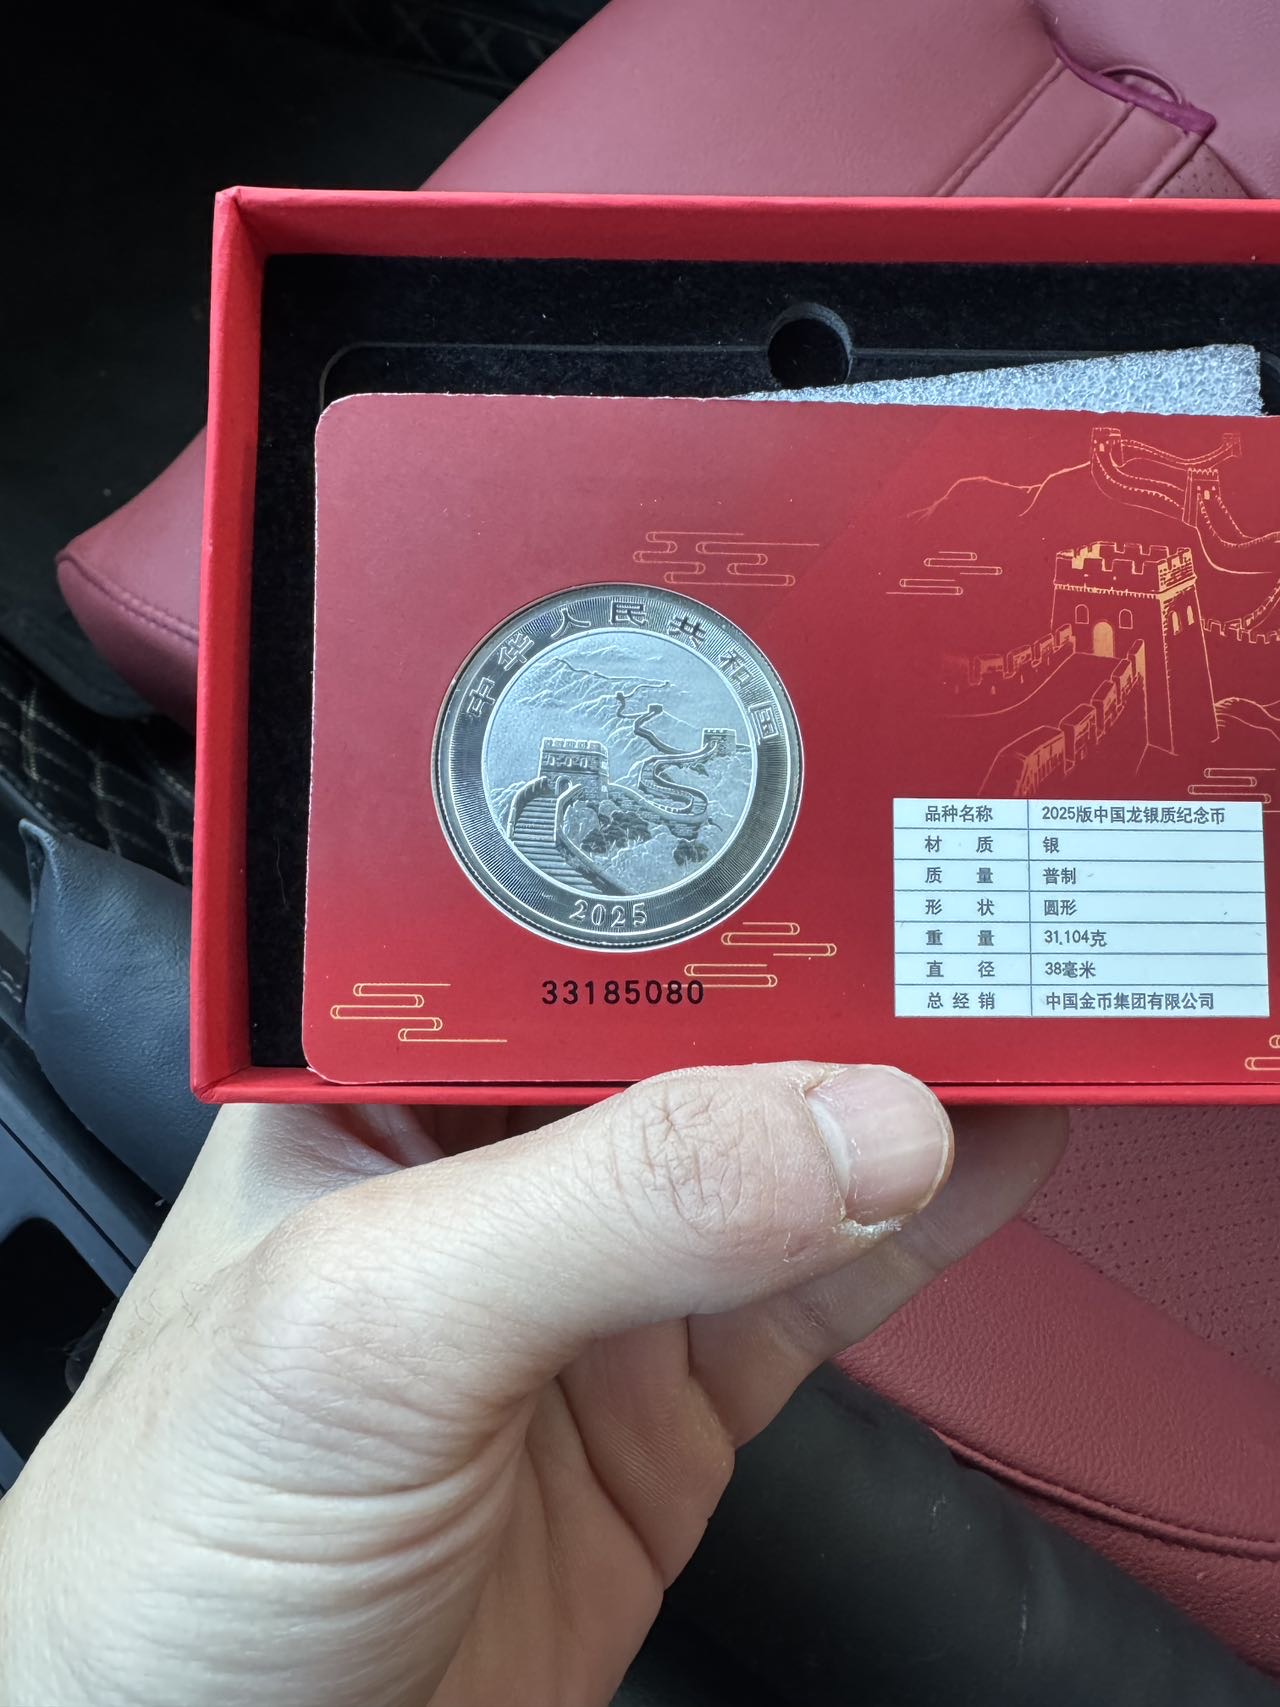 中华人民共和国
2025
33185080
品种名称 2025版中国龙银质纪念币
材 质 银
质 量 普制
形 状 圆形
重 量 31.104克
直 径 38毫米
总经销 中国金币集团有限公司